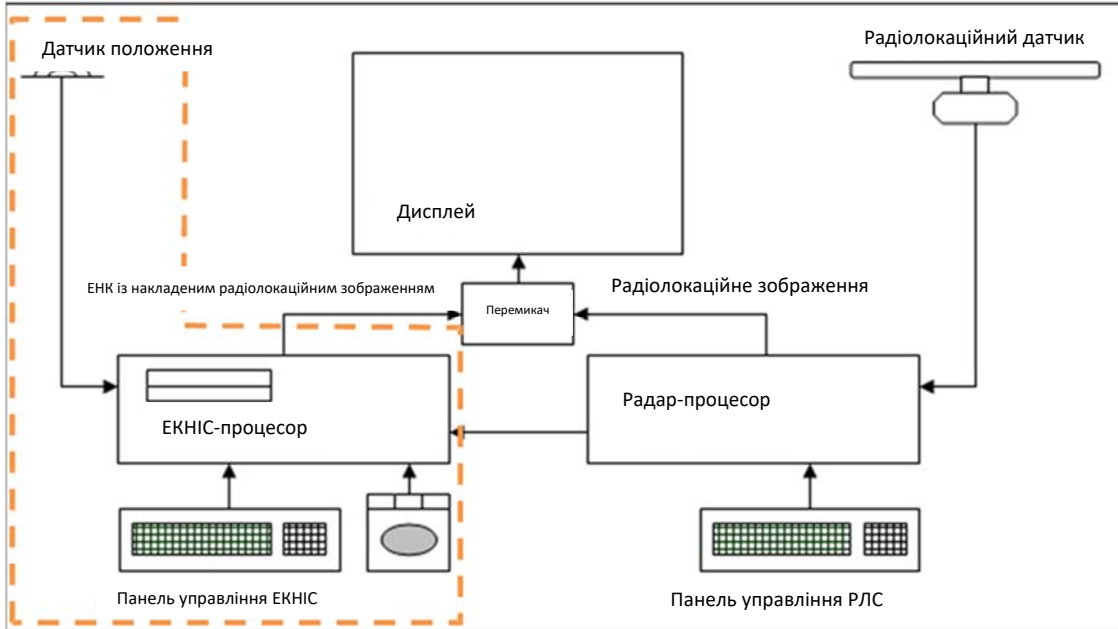 Датчик положення
Радіолокаційний датчик
Дисплей
ЕНК із накладеним радіолокаційним зображенням
Перемикач
Радіолокаційне зображення
ЕКНІС-процесор
Радар-процесор
Панель управління ЕКНІС
Панель управління РЛС